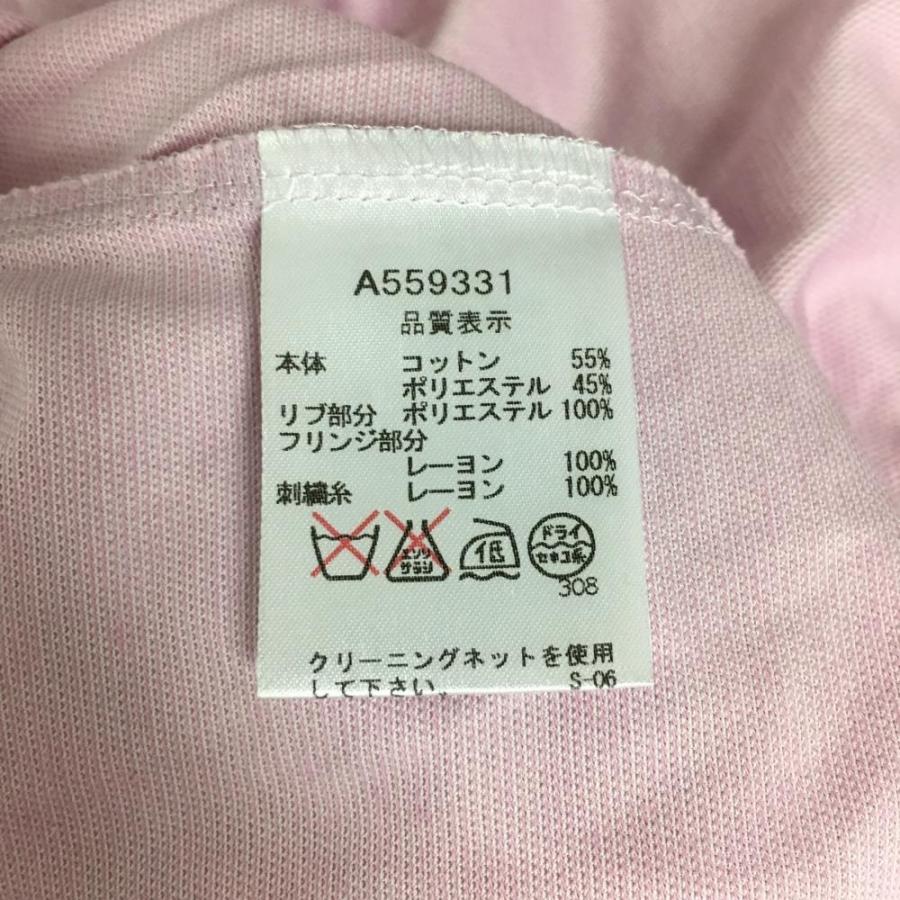 A559331
品質表示
本体 コットン 55%
ポリエステル 45%
リブ部分 ポリエステル 100%
フリンジ部分
レーヨン 100%
刺繍糸 レーヨン 100%
エンソ サラシ 低 ドライ セキユ系
308
クリーニングネットを使用
して下さい。 S-06